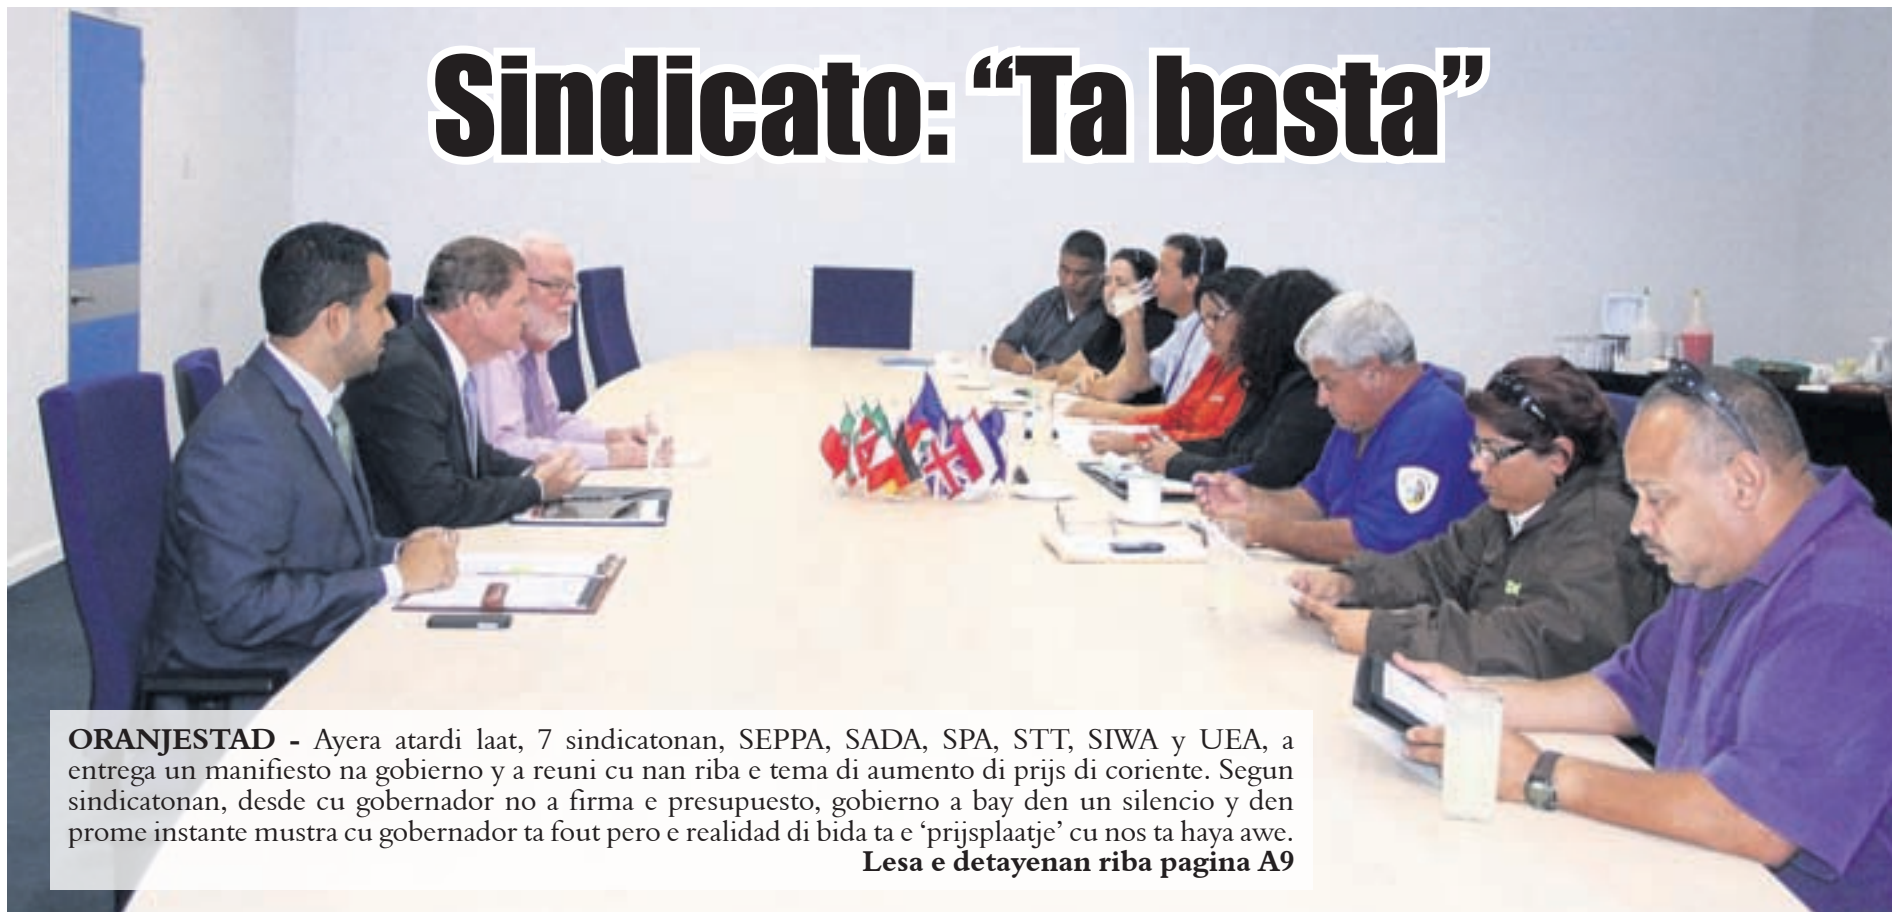 Sindicato: “Ta basta”
ORANJESTAD - Ayera atardi laat, 7 sindicatonan, SEPPA, SADA, SPA, STT, SIWA y UEA, a
entrega un manifiesto na gobierno y a reuni cu nan riba e tema di aumento di prijs di coriente. Segun
sindicatonan, desde cu gobernador no a firma e presupuesto, gobierno a bay den un silencio y den
prome instante mustra cu gobernador ta fout pero e realidad di bida ta e ‘prijsplaatje’ cu nos ta haya awe.
Lesa e detayenan riba pagina A9